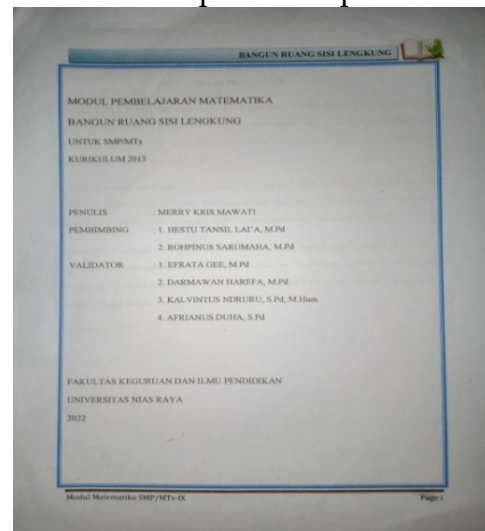 BANGUN RUANG SISI LENGKUNG
MODUL PEMBELAJARAN MATEMATIKA
BANGUN RUANG SISI LENGKUNG
UNTUK SMP/MTs
KURIKULUM 2013
PENULIS : MERRY KRIS MAWATI
PEMBIMBING : 1. HESTU TANSIL LAI'A, M.Pd
2. ROHPINUS SARUMAHA, M.Pd
VALIDATOR : 1. EFRATA GEE, M.Pd
2. DARMAWAN HAREFA, M.Pd
3. KALVINTUS NDRURU, S.Pd, M.Hum
4. AFRIANUS DUHA, S.Pd
FAKULTAS KEGURUAN DAN ILMU PENDIDIKAN
UNIVERSITAS NIAS RAYA
2022
Modul Matematika SMP/MTs-IX Page-i